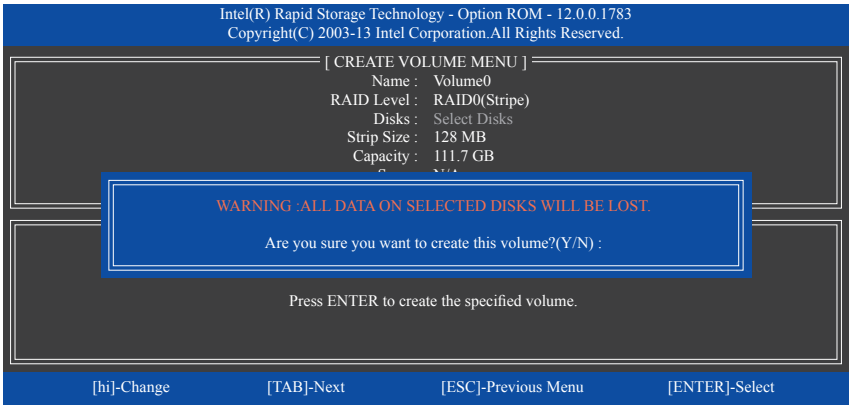 Intel(R) Rapid Storage Technology - Option ROM - 12.0.0.1783
Copyright(C) 2003-13 Intel Corporation.All Rights Reserved.
[ CREATE VOLUME MENU ]
Name : Volume0
RAID Level : RAID0(Stripe)
Disks : Select Disks
Strip Size : 128 MB
Capacity : 111.7 GB
WARNING :ALL DATA ON SELECTED DISKS WILL BE LOST.
Are you sure you want to create this volume?(Y/N) :
Press ENTER to create the specified volume.
[hi]-Change [TAB]-Next [ESC]-Previous Menu [ENTER]-Select